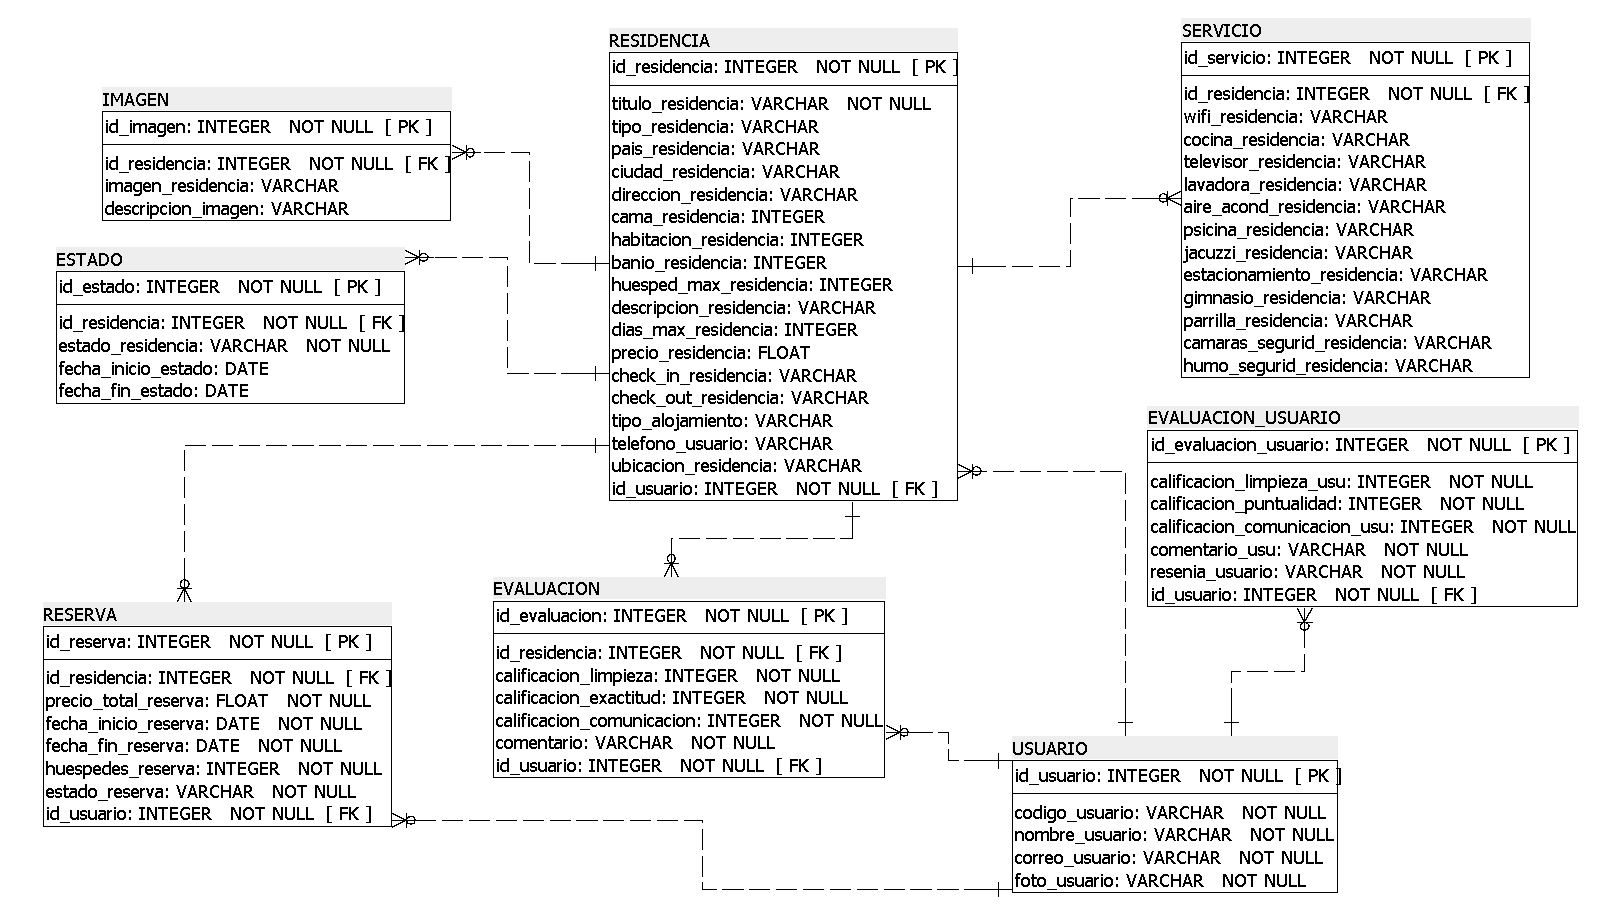 RESIDENCIA
id_residencia: INTEGER NOT NULL [ PK ]
titulo_residencia: VARCHAR NOT NULL
tipo_residencia: VARCHAR
pais_residencia: VARCHAR
ciudad_residencia: VARCHAR
direccion_residencia: VARCHAR
cama_residencia: INTEGER
habitacion_residencia: INTEGER
banio_residencia: INTEGER
huesped_max_residencia: INTEGER
descripcion_residencia: VARCHAR
dias_max_residencia: INTEGER
precio_residencia: FLOAT
check_in_residencia: VARCHAR
check_out_residencia: VARCHAR
tipo_alojamiento: VARCHAR
telefono_usuario: VARCHAR
ubicacion_residencia: VARCHAR
id_usuario: INTEGER NOT NULL [ FK ]
SERVICIO
id_servicio: INTEGER NOT NULL [ PK ]
id_residencia: INTEGER NOT NULL [ FK ]
wifi_residencia: VARCHAR
cocina_residencia: VARCHAR
televisor_residencia: VARCHAR
lavadora_residencia: VARCHAR
aire_acond_residencia: VARCHAR
psicina_residencia: VARCHAR
jacuzzi_residencia: VARCHAR
estacionamiento_residencia: VARCHAR
gimnasio_residencia: VARCHAR
parrilla_residencia: VARCHAR
camaras_segurid_residencia: VARCHAR
humo_segurid_residencia: VARCHAR
IMAGEN
id_imagen: INTEGER NOT NULL [ PK ]
id_residencia: INTEGER NOT NULL [ FK ]
imagen_residencia: VARCHAR
descripcion_imagen: VARCHAR
ESTADO
id_estado: INTEGER NOT NULL [ PK ]
id_residencia: INTEGER NOT NULL [ FK ]
estado_residencia: VARCHAR NOT NULL
fecha_inicio_estado: DATE
fecha_fin_estado: DATE
EVALUACION_USUARIO
id_evaluacion_usuario: INTEGER NOT NULL [ PK ]
calificacion_limpieza_usu: INTEGER NOT NULL
calificacion_puntualidad: INTEGER NOT NULL
calificacion_comunicacion_usu: INTEGER NOT NULL
comentario_usu: VARCHAR NOT NULL
resenia_usuario: VARCHAR NOT NULL
id_usuario: INTEGER NOT NULL [ FK ]
RESERVA
id_reserva: INTEGER NOT NULL [ PK ]
id_residencia: INTEGER NOT NULL [ FK ]
precio_total_reserva: FLOAT NOT NULL
fecha_inicio_reserva: DATE NOT NULL
fecha_fin_reserva: DATE NOT NULL
huespedes_reserva: INTEGER NOT NULL
estado_reserva: VARCHAR NOT NULL
id_usuario: INTEGER NOT NULL [ FK ]
EVALUACION
id_evaluacion: INTEGER NOT NULL [ PK ]
id_residencia: INTEGER NOT NULL [ FK ]
calificacion_limpieza: INTEGER NOT NULL
calificacion_exactitud: INTEGER NOT NULL
calificacion_comunicacion: INTEGER NOT NULL
comentario: VARCHAR NOT NULL
id_usuario: INTEGER NOT NULL [ FK ]
USUARIO
id_usuario: INTEGER NOT NULL [ PK ]
codigo_usuario: VARCHAR NOT NULL
nombre_usuario: VARCHAR NOT NULL
correo_usuario: VARCHAR NOT NULL
foto_usuario: VARCHAR NOT NULL